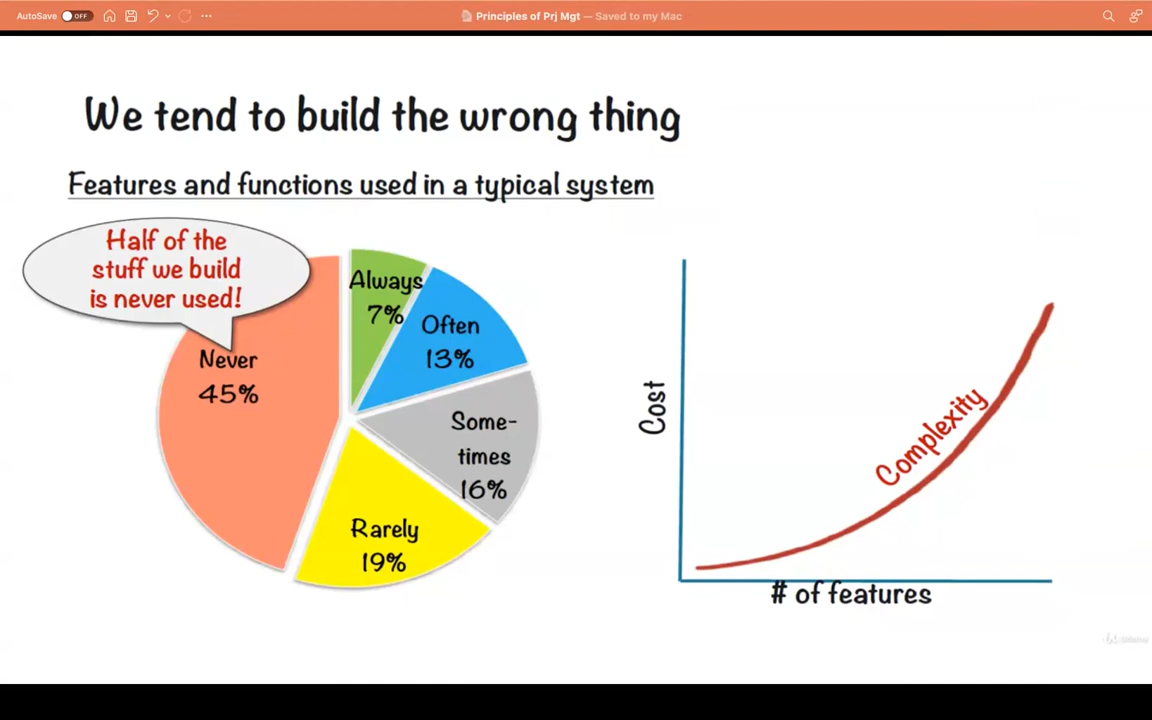 AutoSave OFF
Principles of Prj Mgt — Saved to my Mac
We tend to build the wrong thing
Features and functions used in a typical system
Half of the
stuff we build
is never used!
Always
7%
Often
13%
Some-
times
16%
Rarely
19%
Never
45%
Cost
Complexity
# of features
Udemy